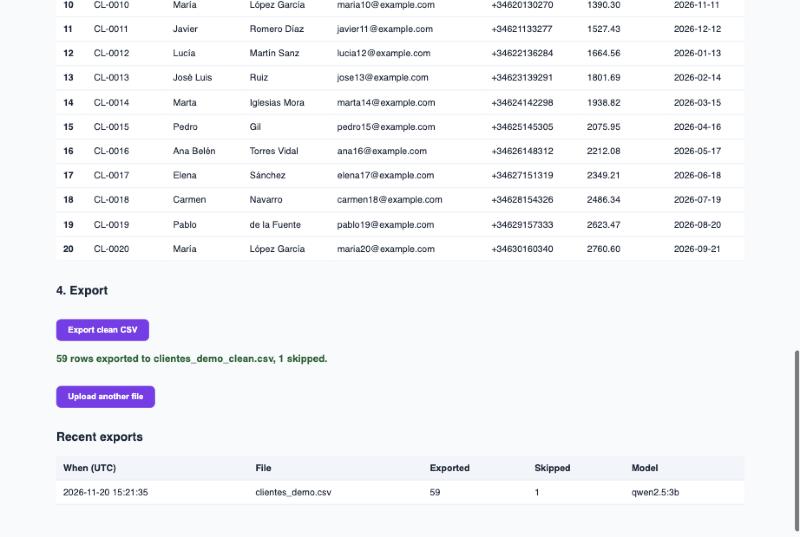 10 CL-0010 María López García maria10@example.com +34620130270 1390.30 2026-11-11
11 CL-0011 Javier Romero Díaz javier11@example.com +34621133277 1527.43 2026-12-12
12 CL-0012 Lucía Martín Sanz lucia12@example.com +34622136284 1664.56 2026-01-13
13 CL-0013 José Luis Ruiz jose13@example.com +34623139291 1801.69 2026-02-14
14 CL-0014 Marta Iglesias Mora marta14@example.com +34624142298 1938.82 2026-03-15
15 CL-0015 Pedro Gil pedro15@example.com +34625145305 2075.95 2026-04-16
16 CL-0016 Ana Belén Torres Vidal ana16@example.com +34626148312 2212.08 2026-05-17
17 CL-0017 Elena Sánchez elena17@example.com +34627151319 2349.21 2026-06-18
18 CL-0018 Carmen Navarro carmen18@example.com +34628154326 2486.34 2026-07-19
19 CL-0019 Pablo de la Fuente pablo19@example.com +34629157333 2623.47 2026-08-20
20 CL-0020 María López García maria20@example.com +34630160340 2760.60 2026-09-21
4. Export
Export clean CSV
59 rows exported to clientes_demo_clean.csv, 1 skipped.
Upload another file
Recent exports
When (UTC) File Exported Skipped Model
2026-11-20 15:21:35 clientes_demo.csv 59 1 qwen2.5:3b